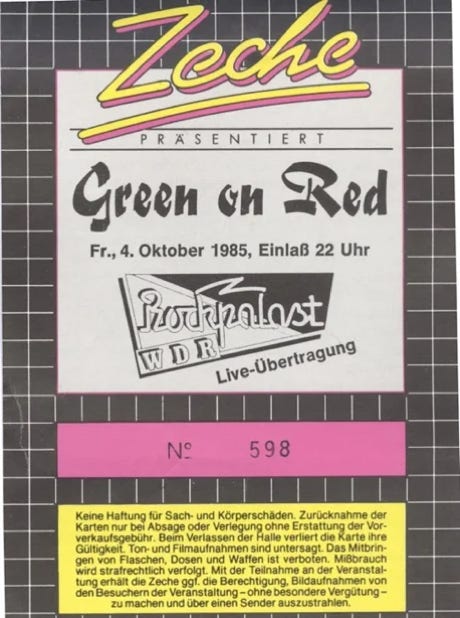 Zeche
PRÄSENTIERT
Green on Red
Fr., 4. Oktober 1985, Einlaß 22 Uhr
Rockpalast
WDR
Live-Übertragung
Nº 598
Keine Haftung für Sach- und Körperschäden. Zurücknahme der
Karten nur bei Absage oder Verlegung ohne Erstattung der Vor-
verkaufsgebühr. Beim Verlassen der Halle verliert die Karte ihre
Gültigkeit. Ton- und Filmaufnahmen sind untersagt. Das Mitbrin-
gen von Flaschen, Dosen und Waffen ist verboten. Mißbrauch
wird strafrechtlich verfolgt. Mit der Teilnahme an der Veranstal-
tung erhält die Zeche ggf. die Berechtigung, Bildaufnahmen von
den Besuchern der Veranstaltung – ohne besondere Vergütung –
zu machen und über einen Sender auszustrahlen.